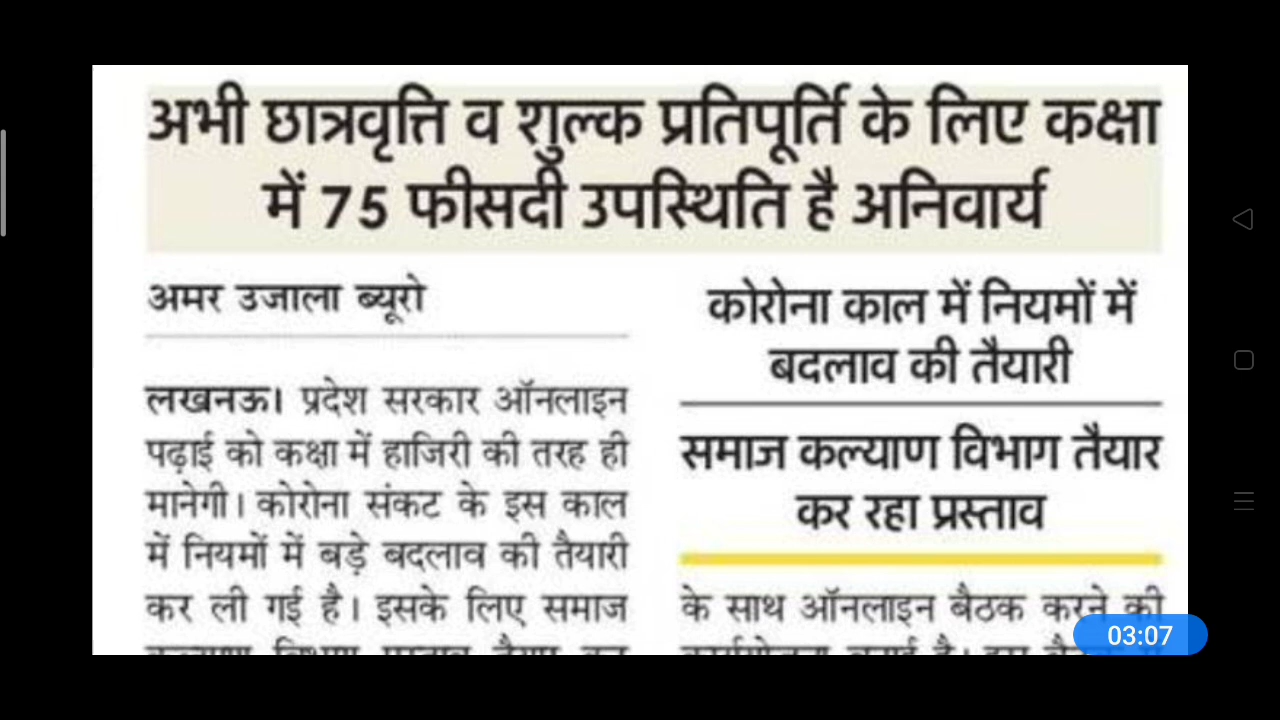 अभी छात्रवृत्ति व शुल्क प्रतिपूर्ति के लिए कक्षा
में 75 फीसदी उपस्थिति है अनिवार्य
अमर उजाला ब्यूरो
लखनऊ। प्रदेश सरकार ऑनलाइन
पढ़ाई को कक्षा में हाजिरी की तरह ही
मानेगी। कोरोना संकट के इस काल
में नियमों में बड़े बदलाव की तैयारी
कर ली गई है। इसके लिए समाज
कोरोना काल में नियमों में
बदलाव की तैयारी
समाज कल्याण विभाग तैयार
कर रहा प्रस्ताव
के साथ ऑनलाइन बैठक करने की
03:07